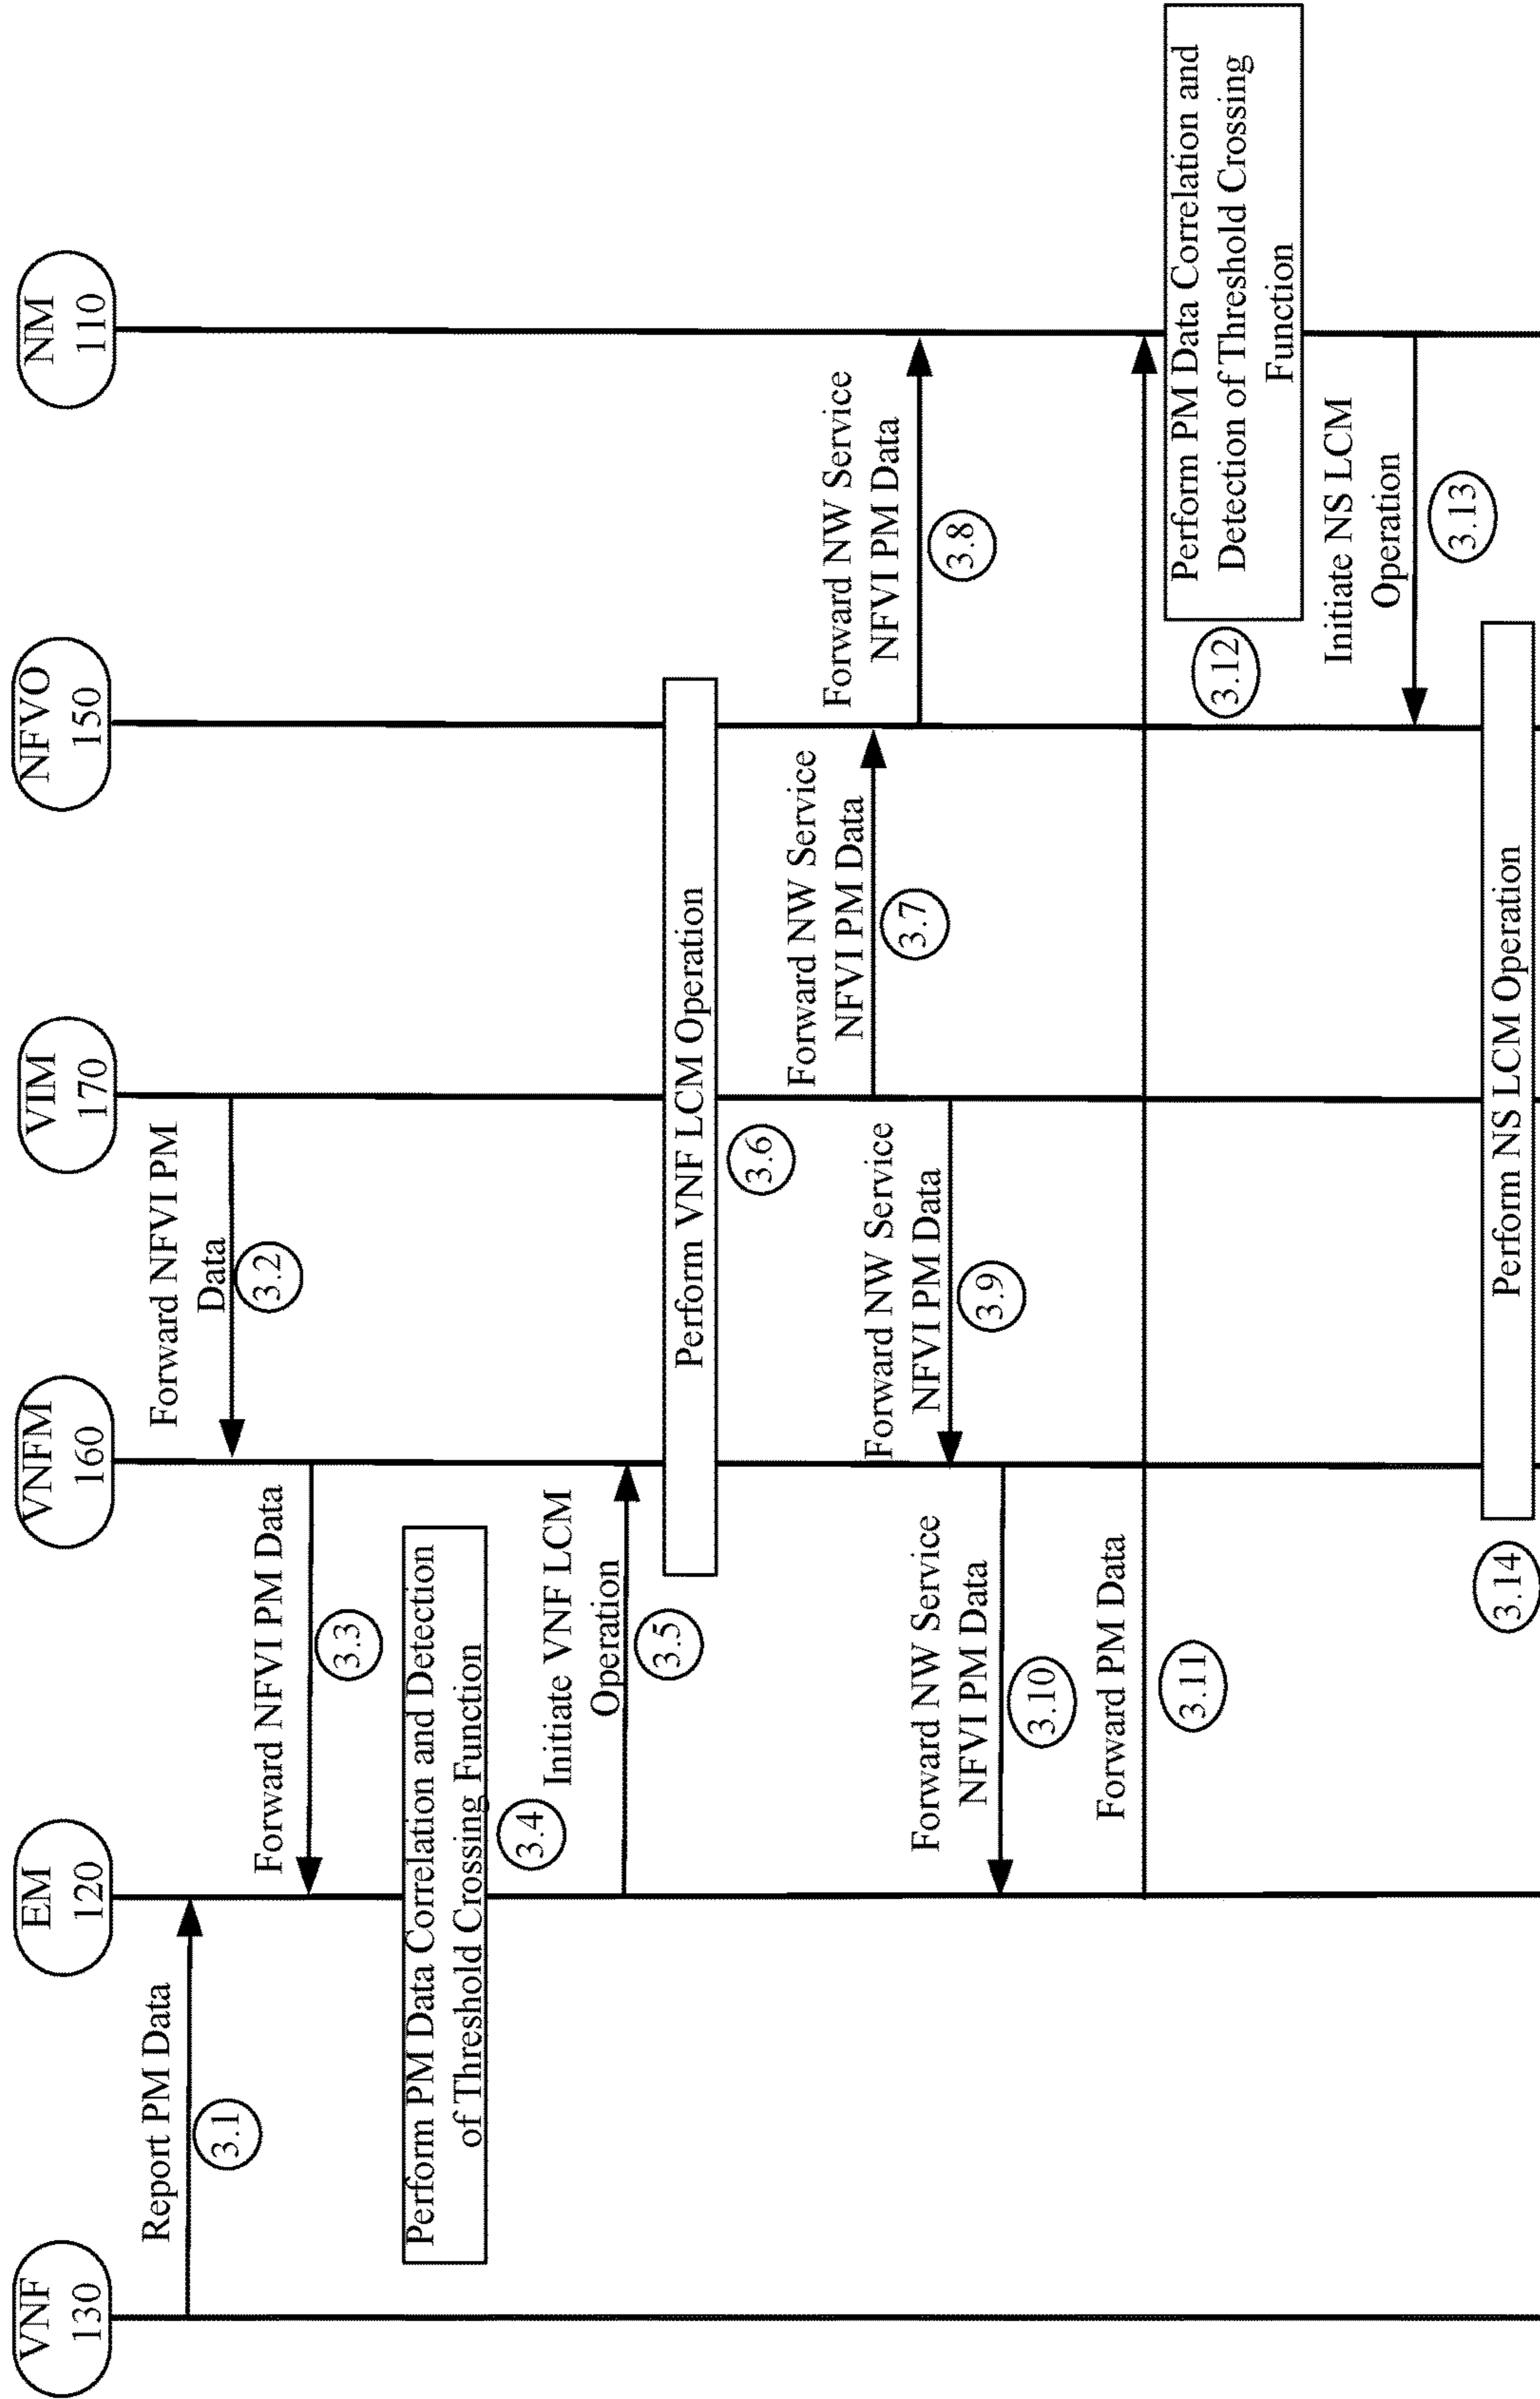 VNF
130
EM
120
VNFM
160
VIM
170
NFVO
150
NM
110
Report PM Data
3.1
Forward NFVI PM
Data
3.2
Forward NFVI PM Data
3.3
Perform PM Data Correlation and Detection
of Threshold Crossing Function
3.4
Initiate VNF LCM
Operation
3.5
Perform VNF LCM Operation
3.6
Forward NW Service
NFVI PM Data
3.7
Forward NW Service
NFVI PM Data
3.8
Forward NW Service
NFVI PM Data
3.9
Forward NW Service
NFVI PM Data
3.10
Forward PM Data
3.11
Perform PM Data Correlation and
Detection of Threshold Crossing
Function
3.12
Initiate NS LCM
Operation
3.13
Perform NS LCM Operation
3.14